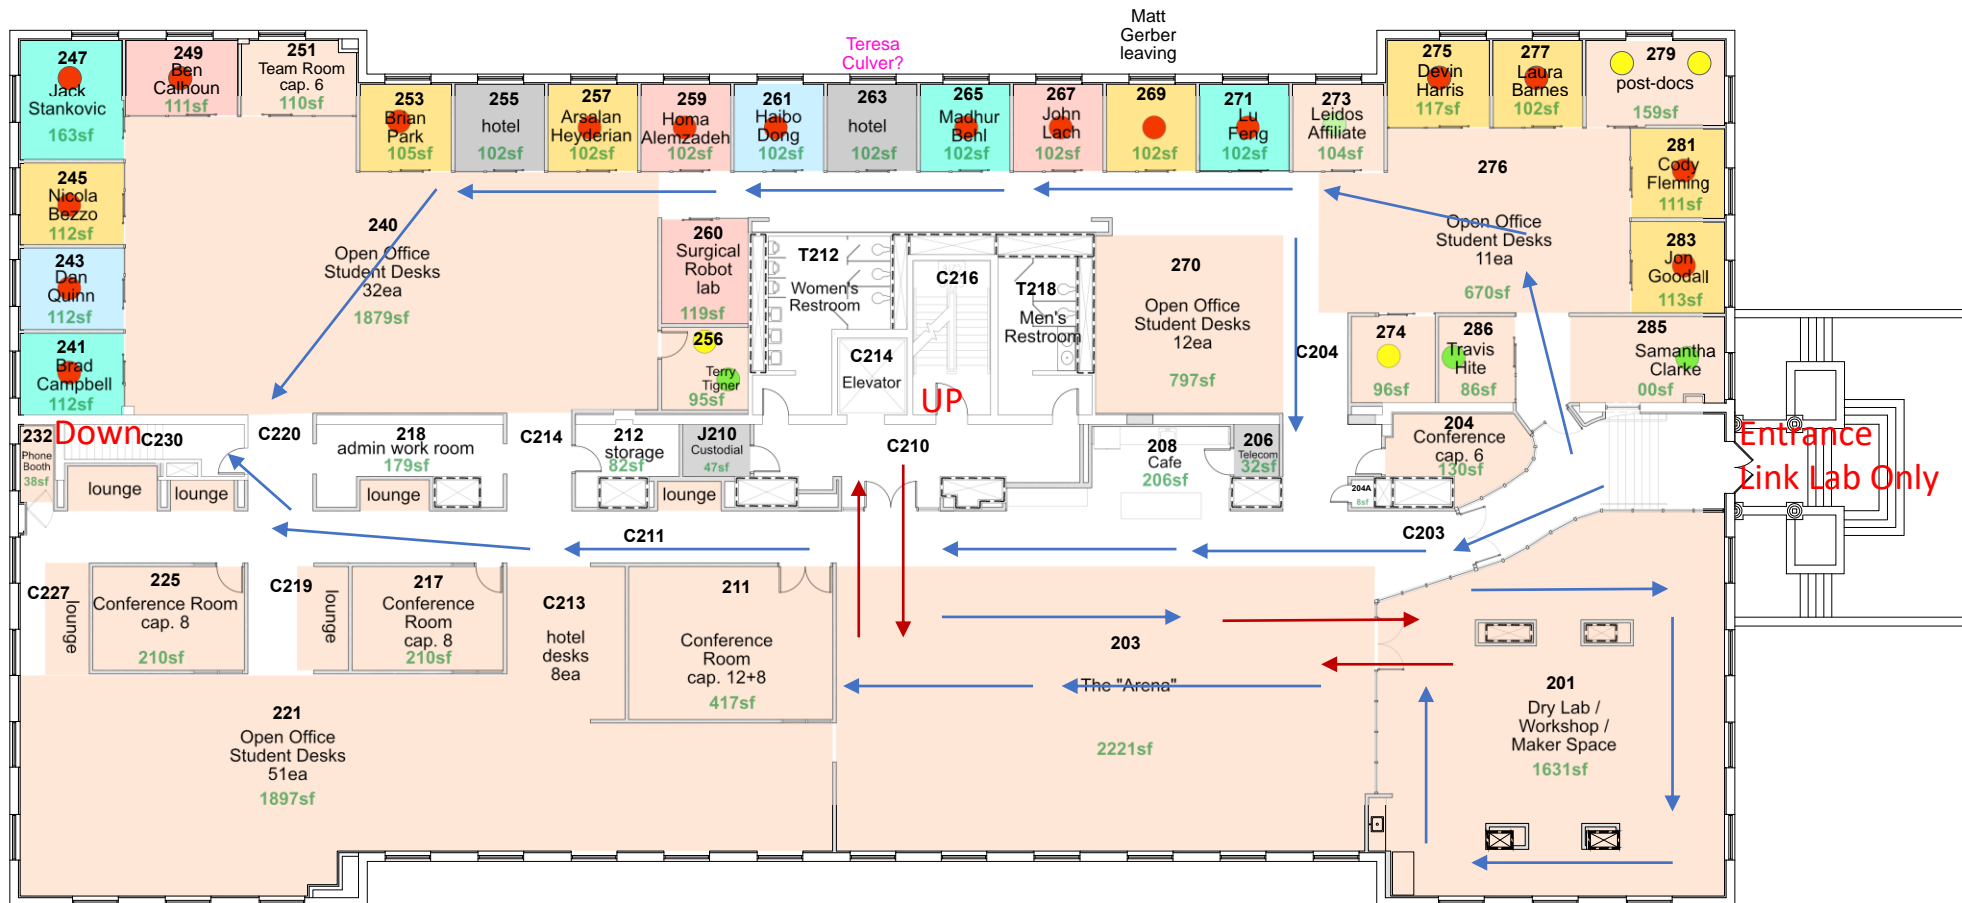 Matt
Gerber
leaving
Teresa
Culver?
247
Jack
Stankovic
163sf
249
Ben
Calhoun
111sf
251
Team Room
cap. 6
110sf
253
Brian
Park
105sf
255
hotel
102sf
257
Arsalan
Heyderian
102sf
259
Homa
Alemzadeh
102sf
261
Haibo
Dong
102sf
263
hotel
102sf
265
Madhur
Behl
102sf
267
John
Lach
102sf
269
102sf
271
Lu
Feng
102sf
273
Leidos
Affiliate
104sf
275
Devin
Harris
117sf
277
Laura
Barnes
102sf
279
post-docs
159sf
281
Cody
Fleming
111sf
245
Nicola
Bezzo
112sf
240
Open Office
Student Desks
32ea
1879sf
276
Open Office
Student Desks
11ea
670sf
283
Jon
Goodall
113sf
243
Dan
Quinn
112sf
260
Surgical
Robot
lab
119sf
T212
Women's
Restroom
C216
T218
Men's
Restroom
270
Open Office
Student Desks
12ea
797sf
241
Brad
Campbell
112sf
256
Terry
Tigner
95sf
C214
Elevator
UP
C204
274
96sf
286
Travis
Hite
86sf
285
Samantha
Clarke
00sf
232
Phone
Booth
38sf
Down
C230
C220
218
admin work room
179sf
C214
212
storage
82sf
J210
Custodial
47sf
C210
208
Cafe
206sf
206
Telecom
32sf
204
Conference
cap. 6
130sf
Entrance
Link Lab Only
lounge
lounge
lounge
lounge
204A
8sf
C211
C203
C227
lounge
225
Conference Room
cap. 8
210sf
C219
lounge
217
Conference
Room
cap. 8
210sf
C213
hotel
desks
8ea
211
Conference
Room
cap. 12+8
417sf
203
The "Arena"
2221sf
201
Dry Lab /
Workshop /
Maker Space
1631sf
221
Open Office
Student Desks
51ea
1897sf